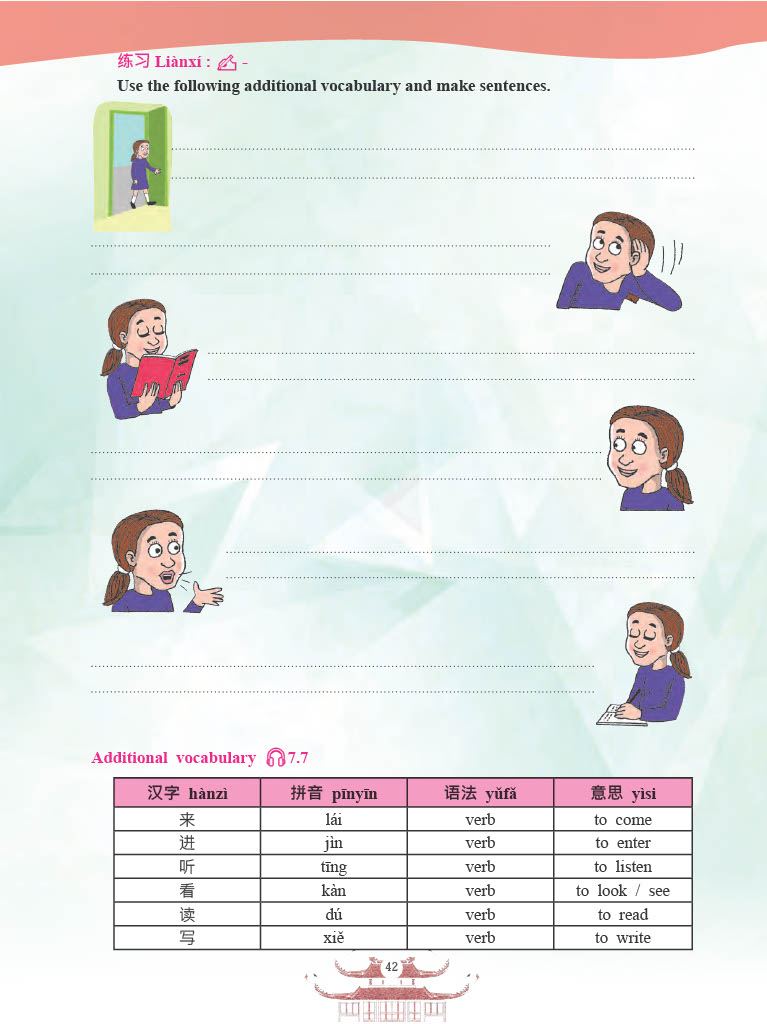 练习 Liànxí : -
Use the following additional vocabulary and make sentences.
Additional vocabulary 7.7
汉字 hànzì 拼音 pīnyīn 语法 yǔfǎ 意思 yìsi
来 lái verb to come
进 jìn verb to enter
听 tīng verb to listen
看 kàn verb to look / see
读 dú verb to read
写 xiě verb to write
42